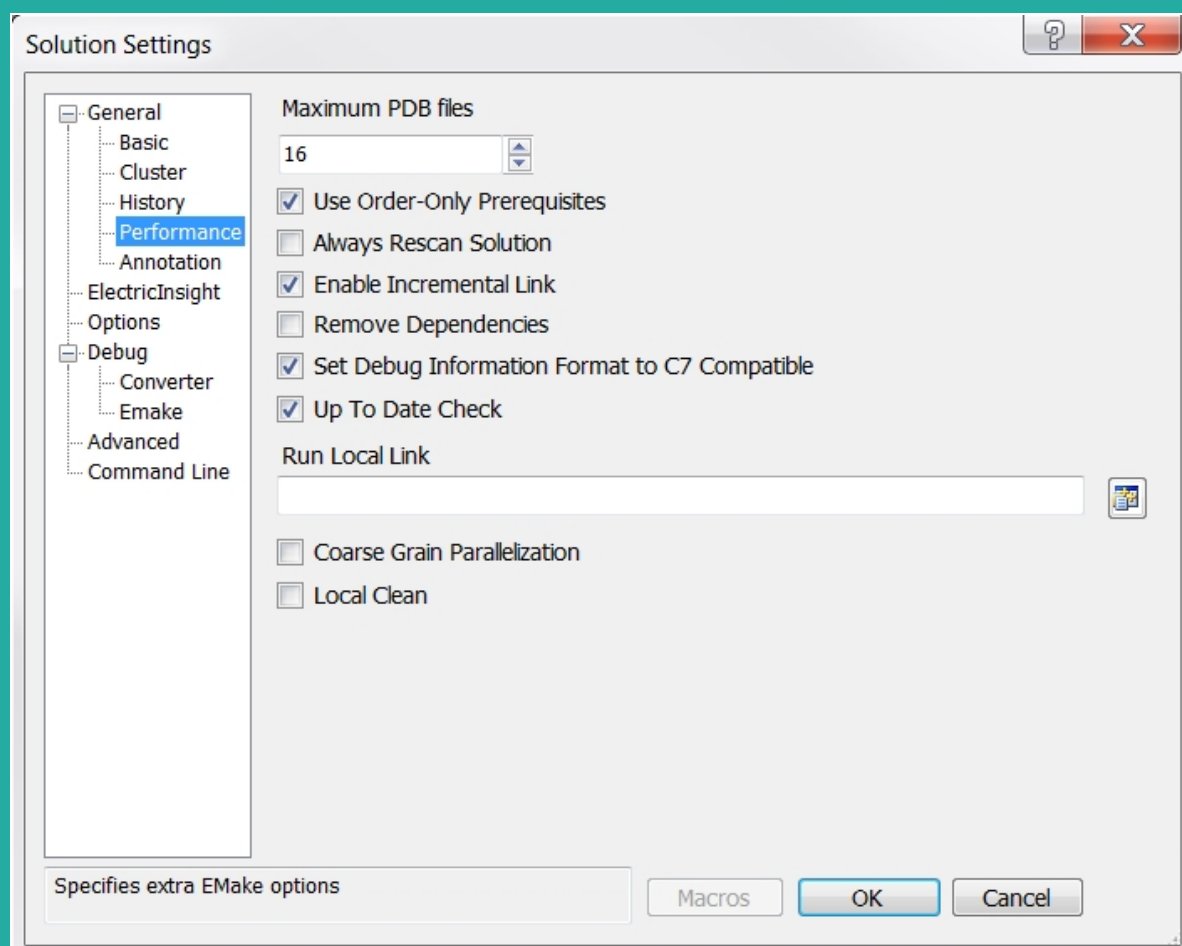 Solution Settings
General
Basic
Cluster
History
Performance
Annotation
ElectricInsight
Options
Debug
Converter
Emake
Advanced
Command Line
Maximum PDB files
16
Use Order-Only Prerequisites
Always Rescan Solution
Enable Incremental Link
Remove Dependencies
Set Debug Information Format to C7 Compatible
Up To Date Check
Run Local Link
Coarse Grain Parallelization
Local Clean
Specifies extra EMake options
Macros OK Cancel